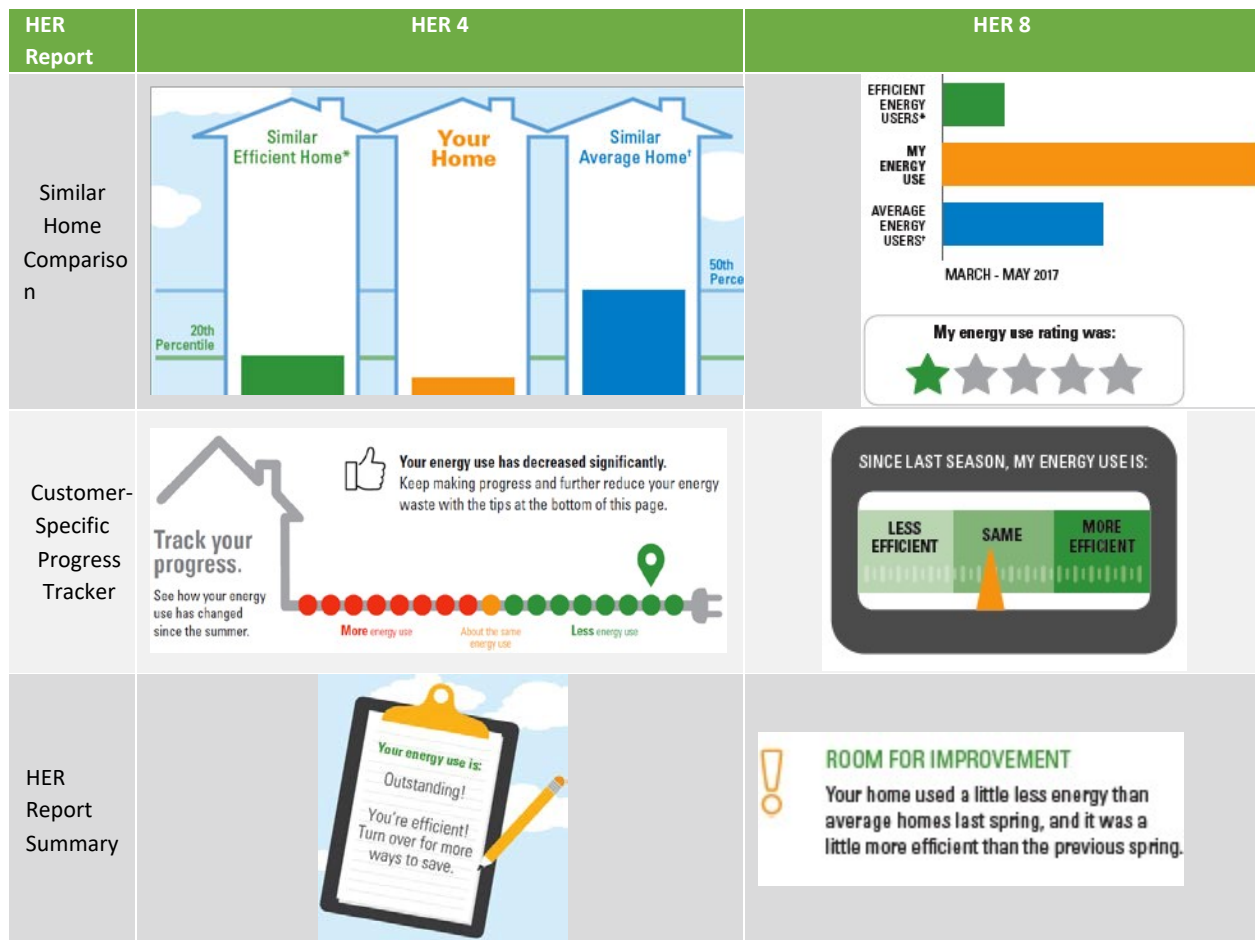 HER
Report
HER 4
HER 8
Similar
Home
Compariso
n
Similar
Efficient Home*
Your
Home
Similar
Average Home†
20th
Percentile
50th
Perce
EFFICIENT
ENERGY
USERS*
MY
ENERGY
USE
AVERAGE
ENERGY
USERS†
MARCH - MAY 2017
My energy use rating was:
Customer-
Specific
Progress
Tracker
Your energy use has decreased significantly.
Keep making progress and further reduce your energy
waste with the tips at the bottom of this page.
Track your
progress.
See how your energy
use has changed
since the summer.
More energy use
About the same
energy use
Less energy use
SINCE LAST SEASON, MY ENERGY USE IS:
LESS
EFFICIENT
SAME
MORE
EFFICIENT
HER
Report
Summary
Your energy use is:
Outstanding!
You're efficient!
Turn over for more
ways to save.
ROOM FOR IMPROVEMENT
Your home used a little less energy than
average homes last spring, and it was a
little more efficient than the previous spring.